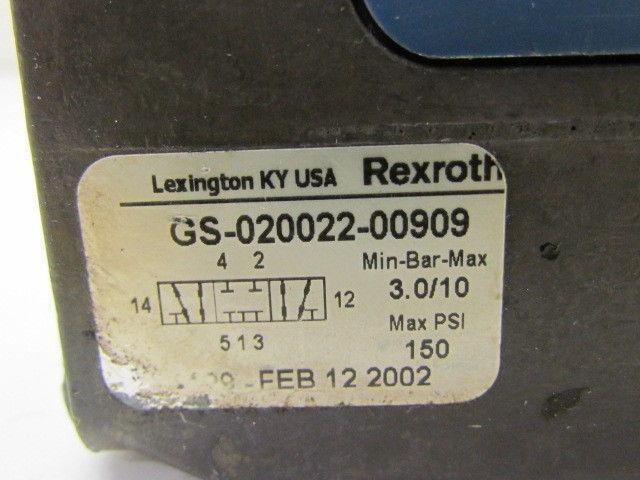 Lexington KY USA Rexroth
GS-020022-00909
4 2
Min-Bar-Max
14
12
3.0/10
Max PSI
5 1 3
150
FEB 12 2002